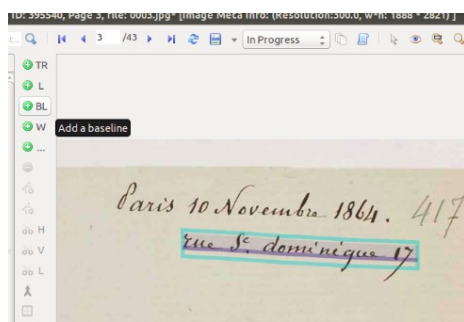 ID: 395540, Page 3, file: 0003.jpg* [Image Meta Info: (Resolution:300.0, w*h: 1888 * 2821) ]
3 /43 In Progress
TR
L
BL
W Add a baseline
...
H
V
L
Paris 10 Novembre 1864. 417
rue St. dominique 17